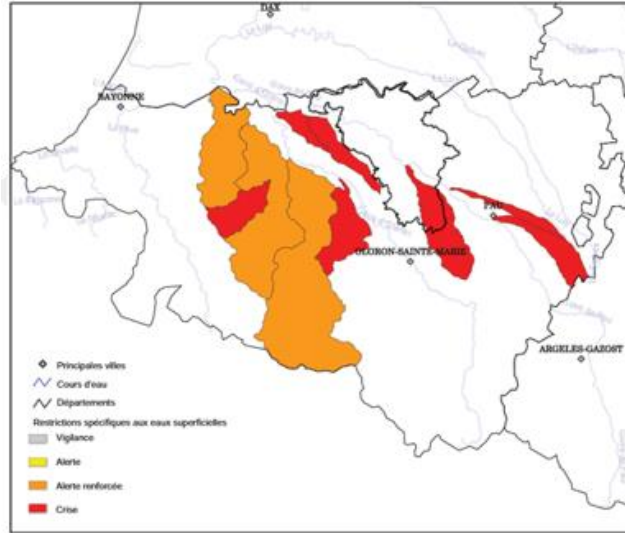 DAX
BAYONNE
PAU
OLORON-SAINTE-MARIE
ARGELES-GAZOST
Principales villes
Cours d'eau
Départements
Restrictions spécifiques aux eaux superficielles
Vigilance
Alerte
Alerte renforcée
Crise